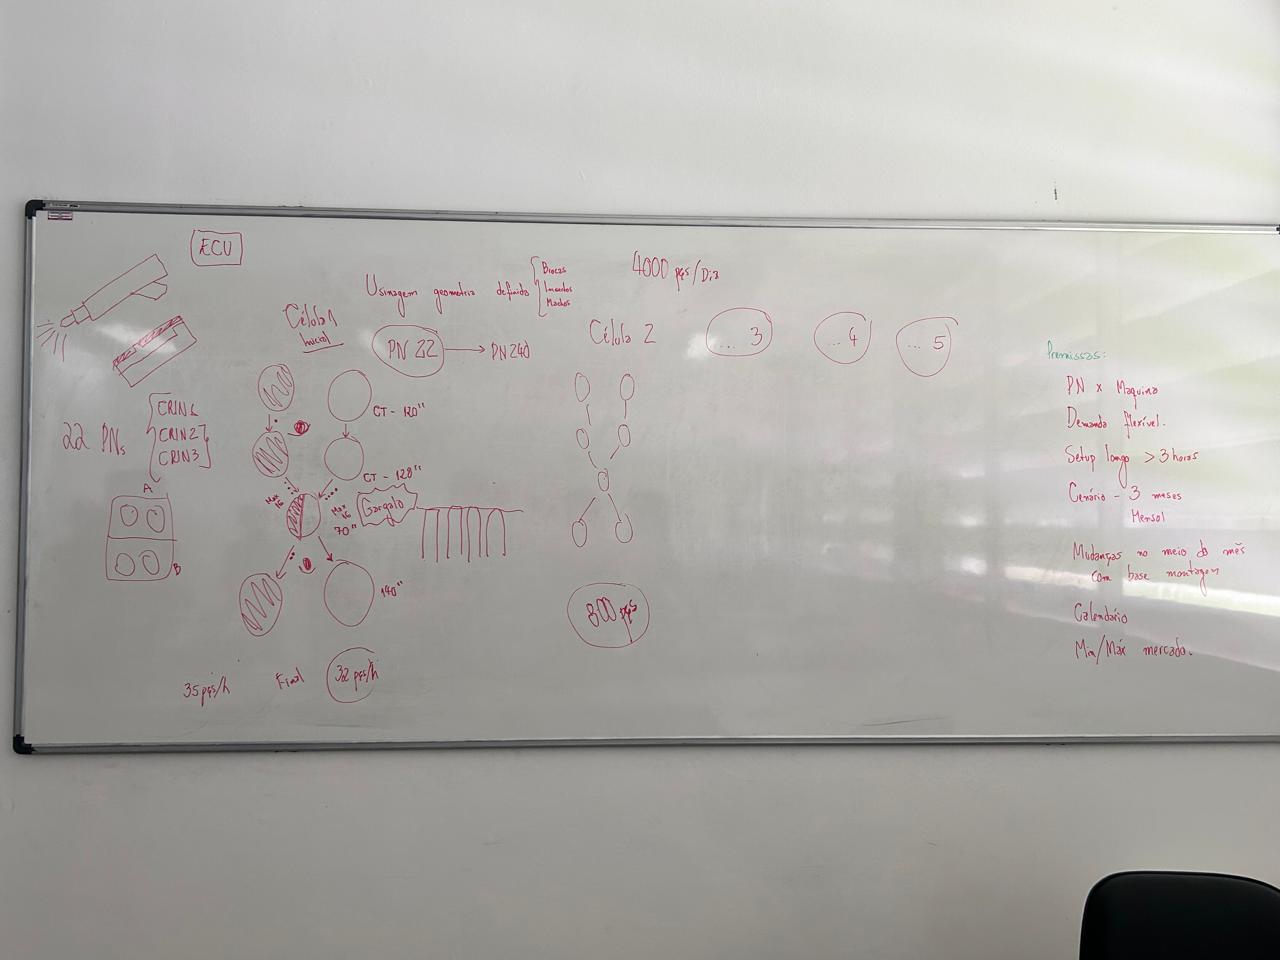 ECU
Usinagem geometria definida
Brocas
Insertos
Machos
4000 pçs/Dia
Célula 1
Inicial
PN 22 → PN 240
Célula 2
... 3
... 4
... 5
22 PNs
CRIN1
CRIN2
CRIN3
A
B
CT - 120"
CT - 120"
Max
Max
70"
Gargalo
140"
35 pçs/h
Final
32 pçs/h
800 pçs
Premissas:
PN x Maquina
Demanda flexível.
Setup longo > 3 horas
Cenário - 3 meses
Mensal
Mudanças no meio do mês
com base montagem
Calendário
Min/Máx mercado.